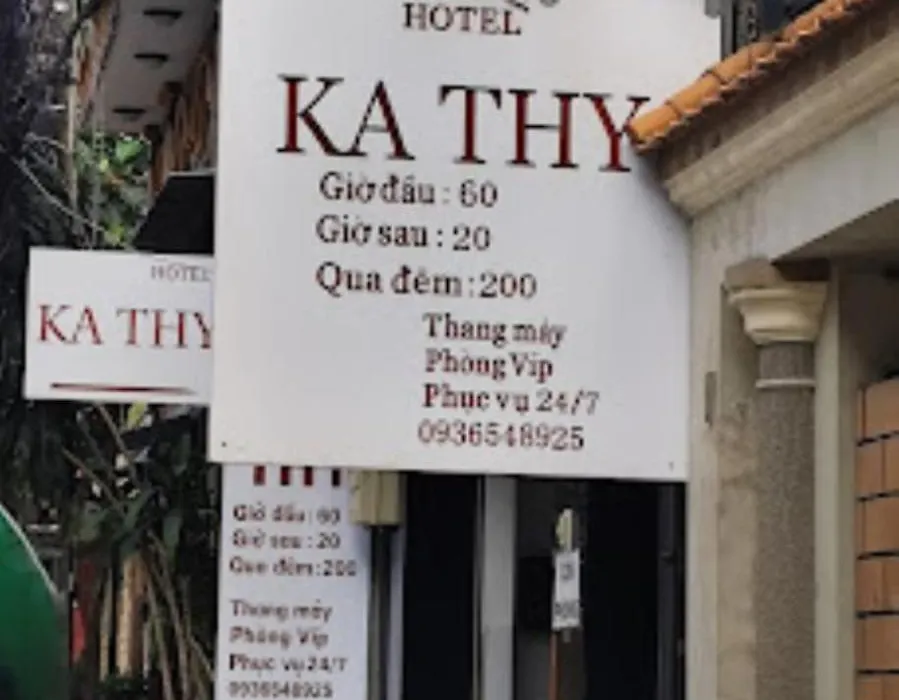 HOTEL
KA THY
Giờ đầu : 60
Giờ sau : 20
Qua đêm :200
Thang máy
Phòng Vip
Phục vụ 24/7
0936548925
HOTEL
KA THY
THY
Giờ đầu : 60
Giờ sau : 20
Qua đêm :200
Thang máy
Phòng Vip
Phục vụ 24/7
0936548925